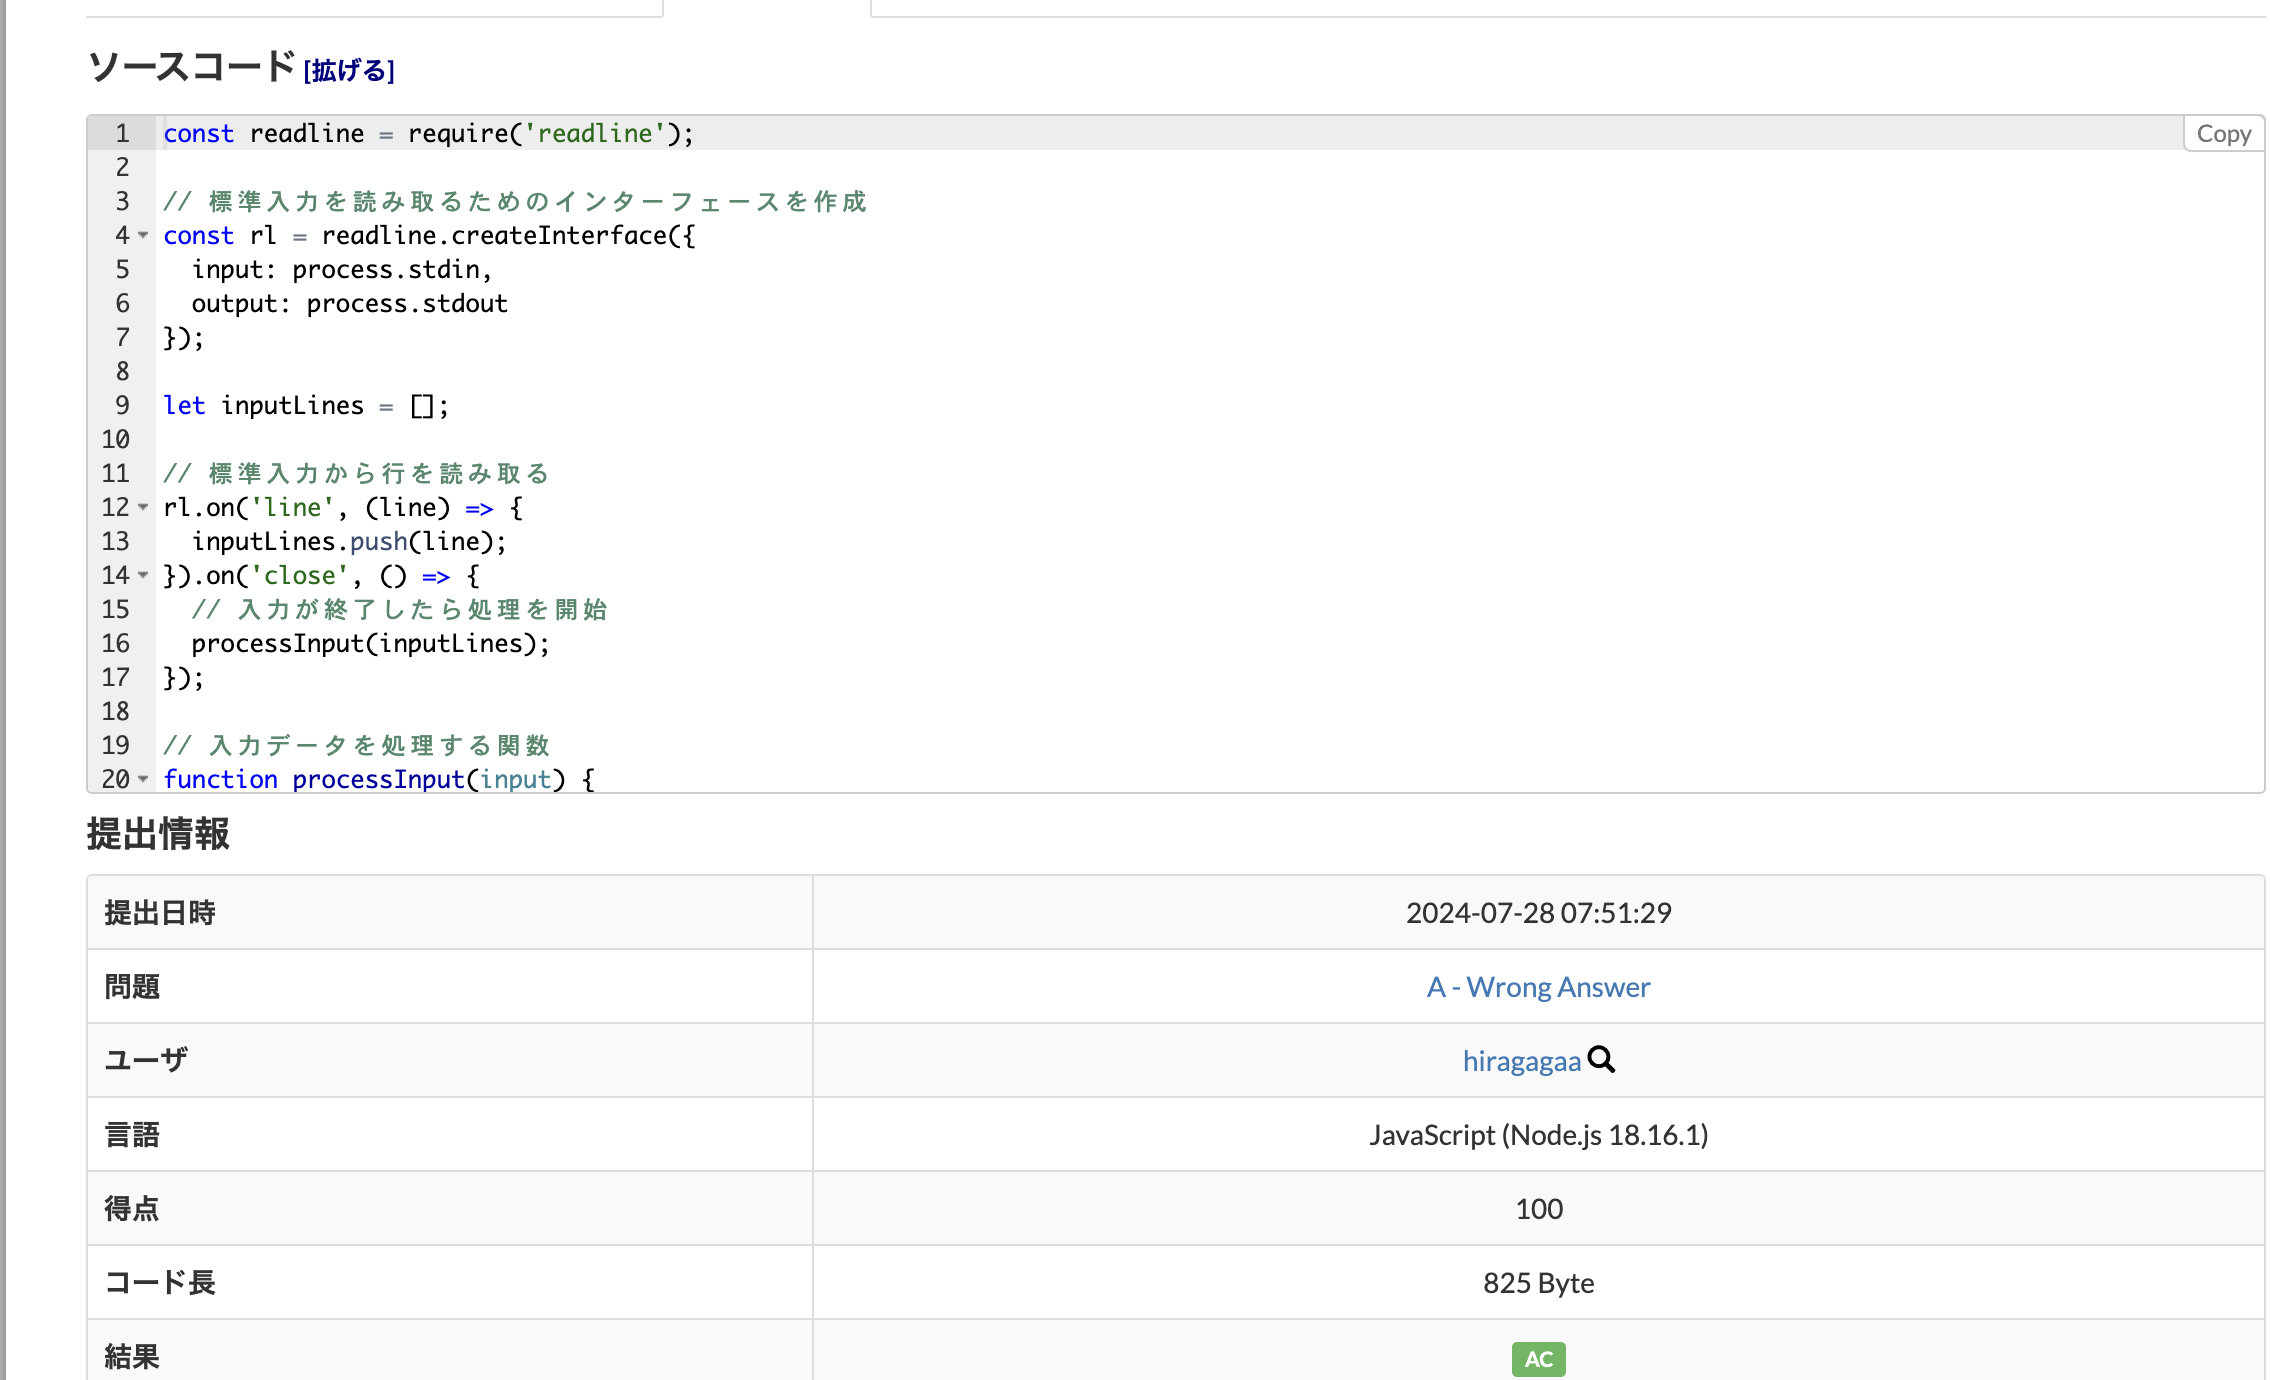 ソースコード [拡げる]
Copy
1 const readline = require('readline');
2
3 // 標準入力を読み取るためのインターフェースを作成
4 const rl = readline.createInterface({
5   input: process.stdin,
6   output: process.stdout
7 });
8
9 let inputLines = [];
10
11 // 標準入力から行を読み取る
12 rl.on('line', (line) => {
13   inputLines.push(line);
14 }).on('close', () => {
15   // 入力が終了したら処理を開始
16   processInput(inputLines);
17 });
18
19 // 入力データを処理する関数
20 function processInput(input) {
提出情報
提出日時 2024-07-28 07:51:29
問題 A - Wrong Answer
ユーザ hiragagaa
言語 JavaScript (Node.js 18.16.1)
得点 100
コード長 825 Byte
結果 AC